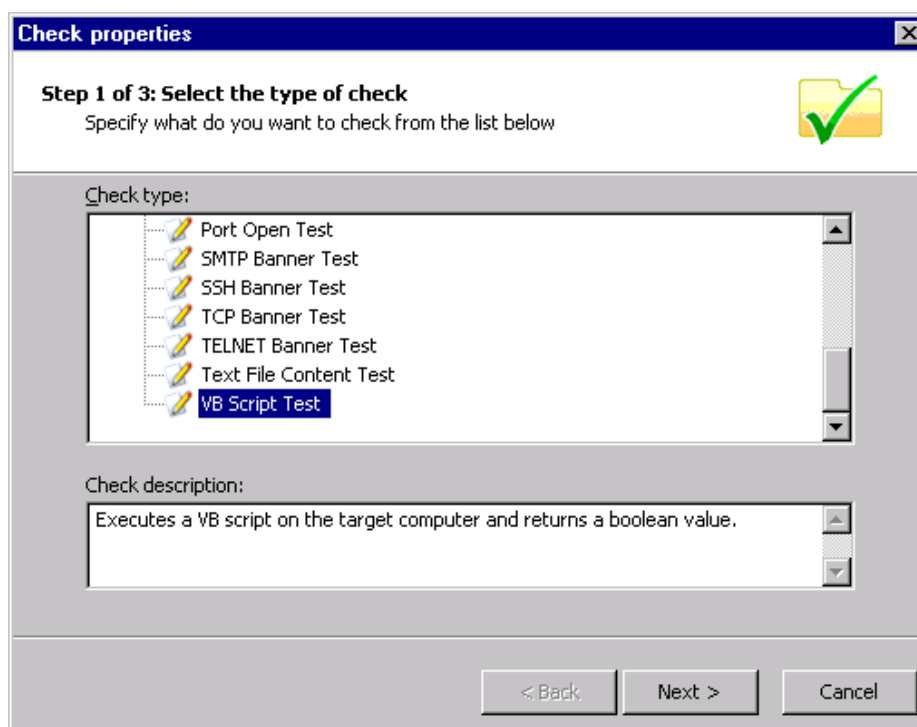 Check properties
Step 1 of 3: Select the type of check
Specify what do you want to check from the list below
Check type:
Port Open Test
SMTP Banner Test
SSH Banner Test
TCP Banner Test
TELNET Banner Test
Text File Content Test
VB Script Test
Check description:
Executes a VB script on the target computer and returns a boolean value.
< Back
Next >
Cancel